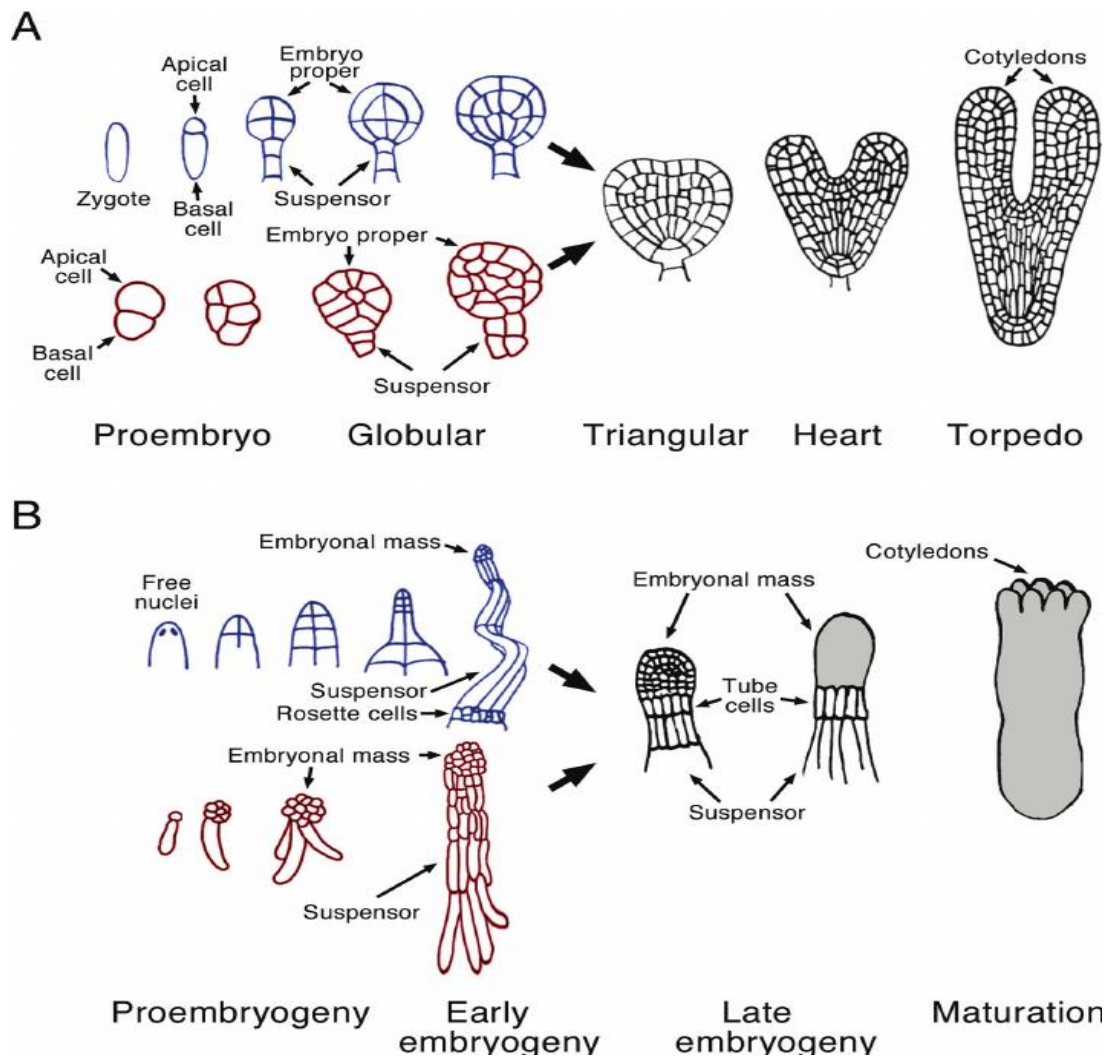 A
Embryo
proper
Apical
cell
Cotyledons
Zygote
Basal
cell
Suspensor
Embryo proper
Apical
cell
Basal
cell
Suspensor
Proembryo Globular Triangular Heart Torpedo
B
Embryonal mass
Cotyledons
Free
nuclei
Embryonal mass
Suspensor
Rosette cells
Tube
cells
Embryonal mass
Suspensor
Suspensor
Proembryogeny Early
embryogeny
Late
embryogeny
Maturation